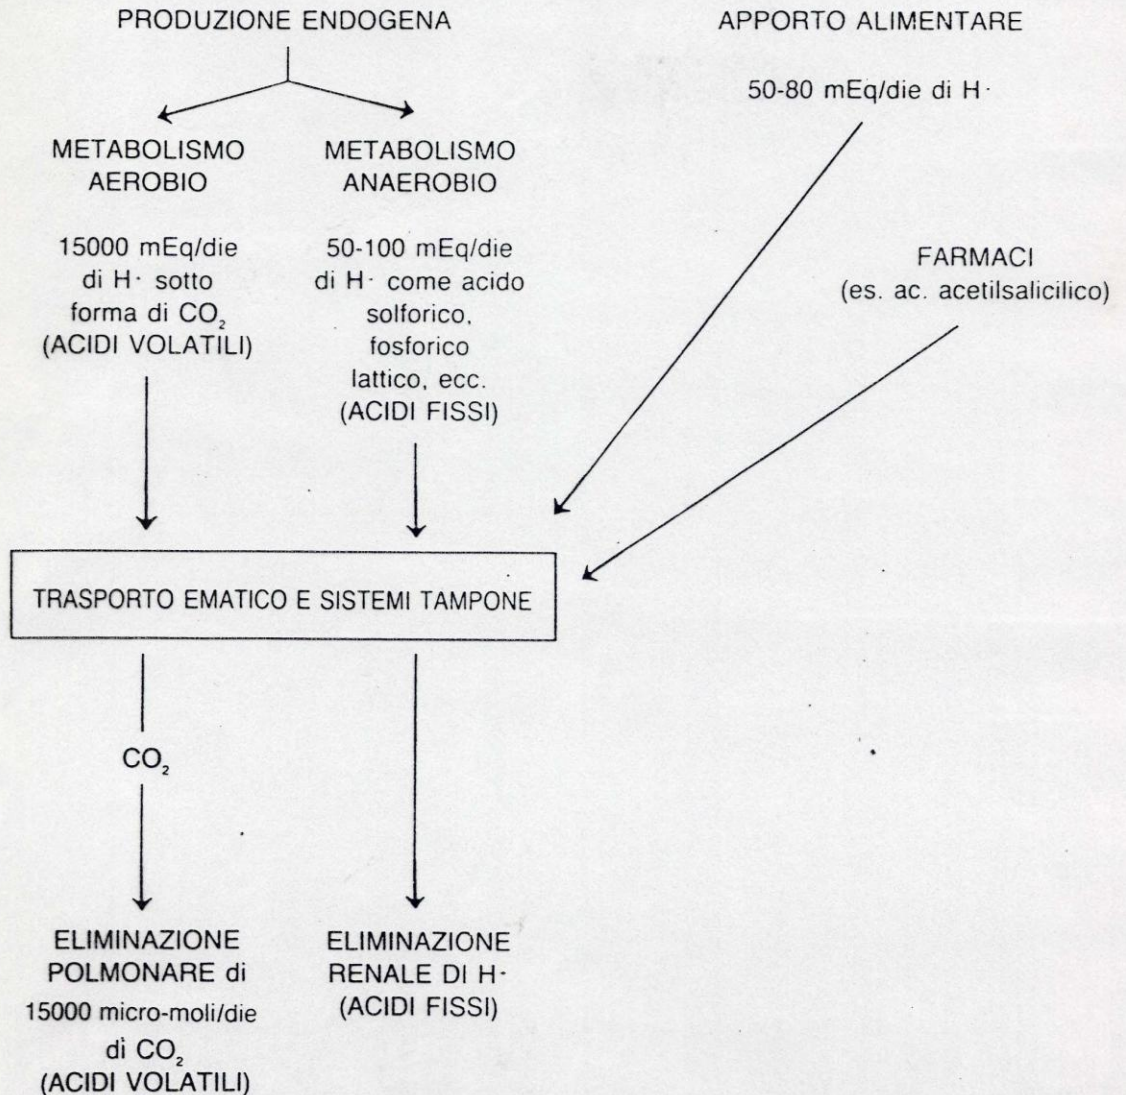 PRODUZIONE ENDOGENA
APPORTO ALIMENTARE
50-80 mEq/die di H·
METABOLISMO
AEROBIO
15000 mEq/die
di H· sotto
forma di CO₂
(ACIDI VOLATILI)
METABOLISMO
ANAEROBIO
50-100 mEq/die
di H· come acido
solforico,
fosforico
lattico, ecc.
(ACIDI FISSI)
FARMACI
(es. ac. acetilsalicilico)
TRASPORTO EMATICO E SISTEMI TAMPONE
CO₂
ELIMINAZIONE
POLMONARE di
15000 micro-moli/die
di CO₂
(ACIDI VOLATILI)
ELIMINAZIONE
RENALE DI H·
(ACIDI FISSI)